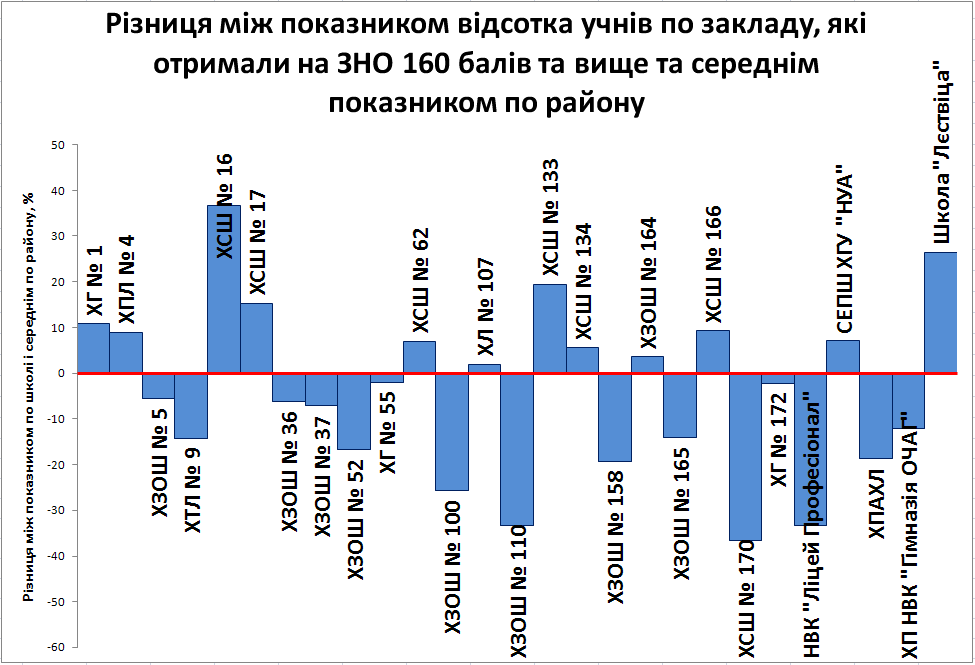 Різниця між показником відсотка учнів по закладу, які
отримали на ЗНО 160 балів та вище та середнім
показником по району
Різниця між показником по школі і середнім по району, %
50
40
30
20
10
0
-10
-20
-30
-40
-50
-60
ХГ № 1
ХПЛ № 4
ХЗОШ № 5
ХТЛ № 9
ХСШ № 16
ХСШ № 17
ХЗОШ № 36
ХЗОШ № 37
ХЗОШ № 52
ХГ № 55
ХСШ № 62
ХЗОШ № 100
ХЛ № 107
ХЗОШ № 110
ХСШ № 133
ХСШ № 134
ХЗОШ № 158
ХЗОШ № 164
ХЗОШ № 165
ХСШ № 166
ХСШ № 170
ХГ № 172
НВК "Ліцей Професіонал"
СЕПШ ХГУ "НУА"
ХПАХЛ
ХП НВК "Гімназія ОЧАГ"
Школа "Лєствіца"